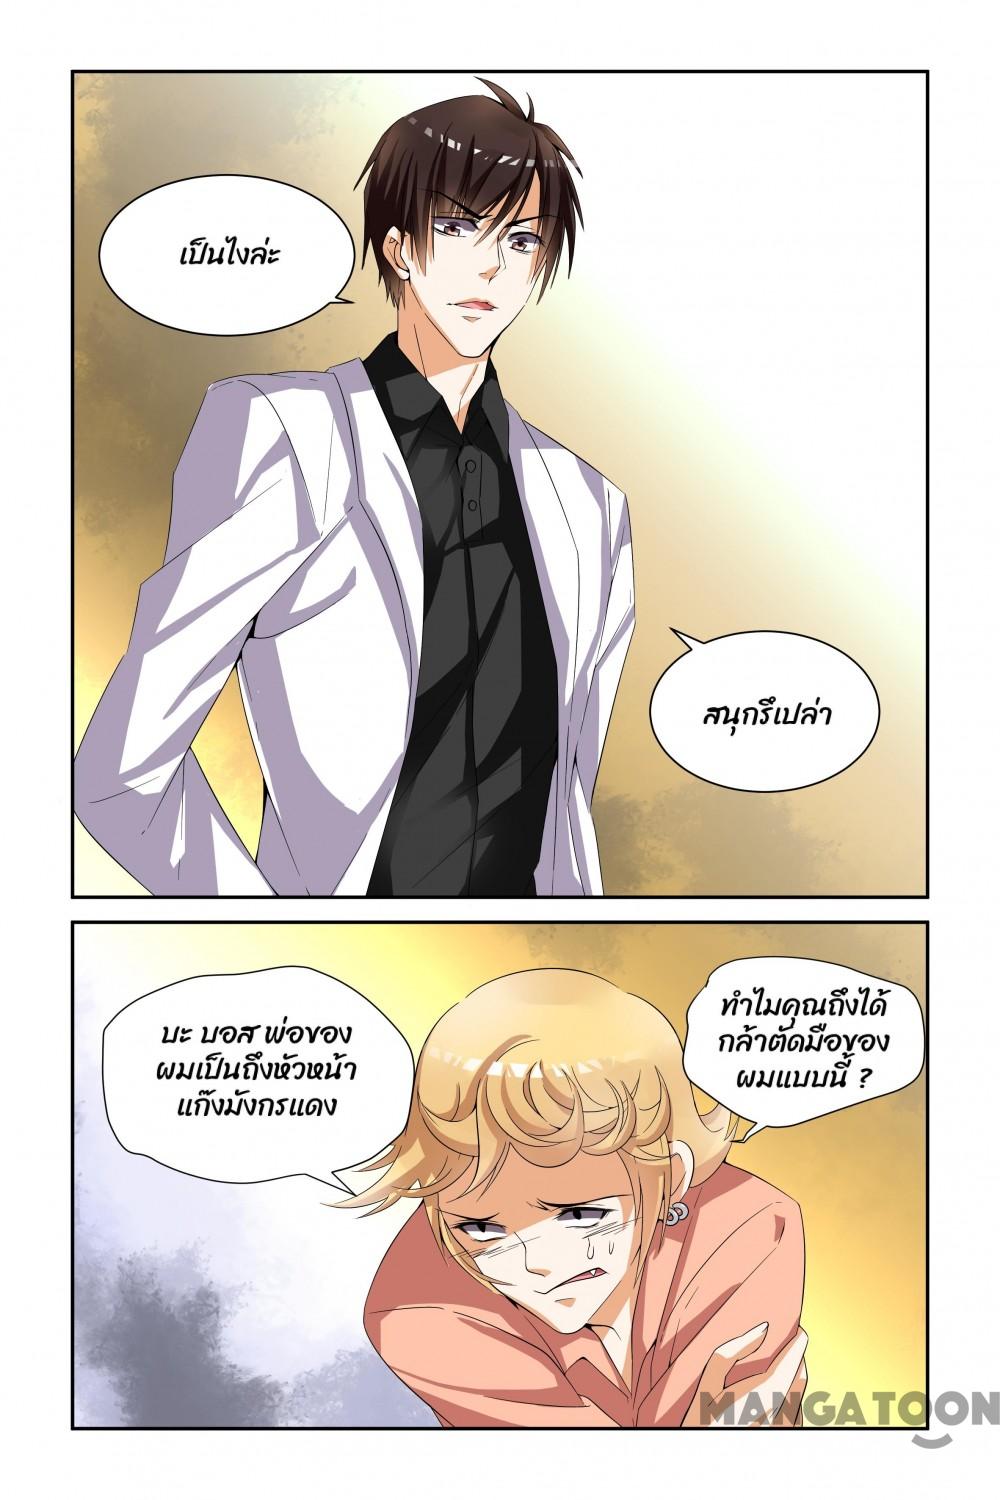 เป็นไงล่ะ
สนุกรึเปล่า
บะ บอส พ่อของ
ผมเป็นถึงหัวหน้า
แก๊งมังกรแดง
ทำไมคุณถึงได้
กล้าตัดมือของ
ผมแบบนี้ ?
MANGATOON